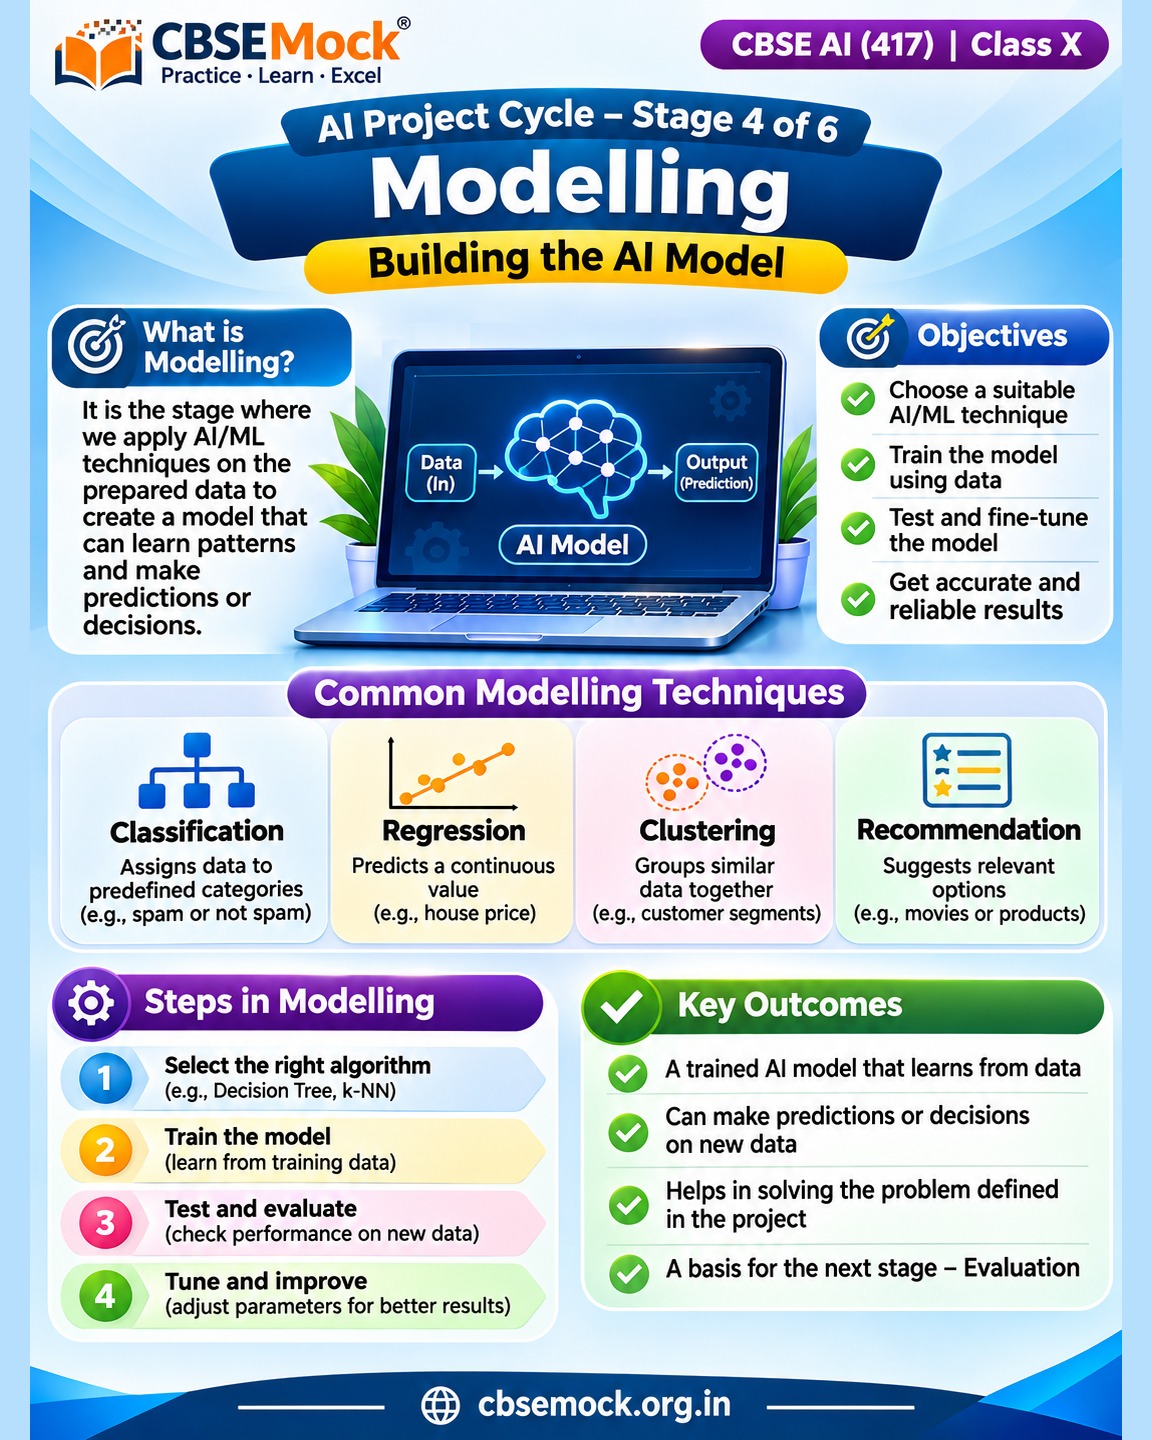 CBSEMock®
Practice · Learn · Excel
CBSE AI (417) | Class X
AI Project Cycle – Stage 4 of 6
Modelling
Building the AI Model
What is
Modelling?
It is the stage where
we apply AI/ML
techniques on the
prepared data to
create a model that
can learn patterns
and make
predictions or
decisions.
Data
(In)
Output
(Prediction)
AI Model
Objectives
Choose a suitable
AI/ML technique
Train the model
using data
Test and fine-tune
the model
Get accurate and
reliable results
Common Modelling Techniques
Classification
Assigns data to
predefined categories
(e.g., spam or not spam)
Regression
Predicts a continuous
value
(e.g., house price)
Clustering
Groups similar
data together
(e.g., customer segments)
Recommendation
Suggests relevant
options
(e.g., movies or products)
Steps in Modelling
1
Select the right algorithm
(e.g., Decision Tree, k-NN)
2
Train the model
(learn from training data)
3
Test and evaluate
(check performance on new data)
4
Tune and improve
(adjust parameters for better results)
Key Outcomes
A trained AI model that learns from data
Can make predictions or decisions
on new data
Helps in solving the problem defined
in the project
A basis for the next stage – Evaluation
cbsemock.org.in